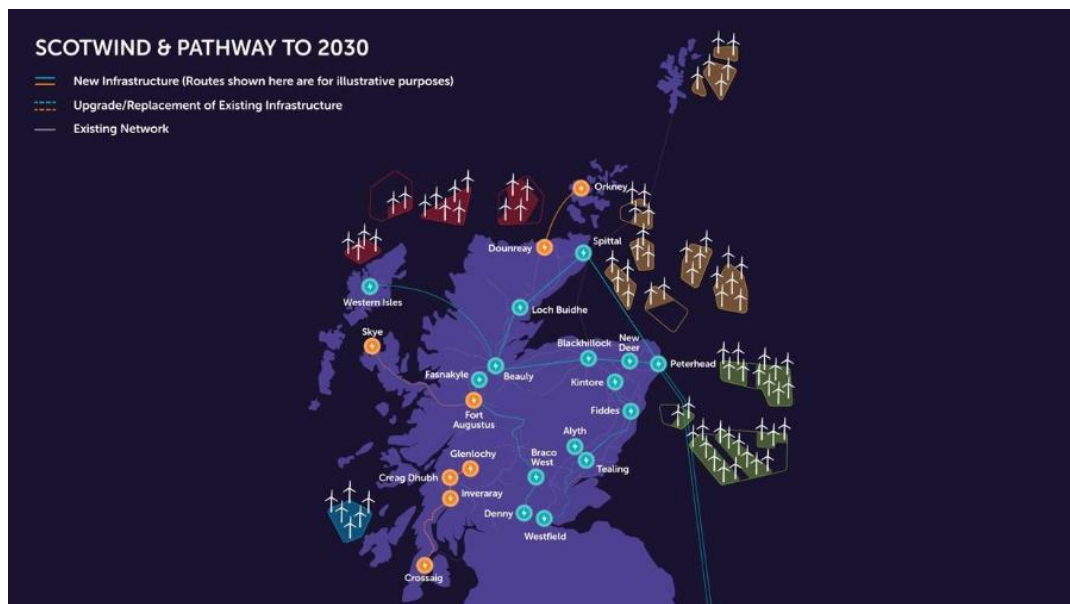 SCOTWIND & PATHWAY TO 2030
New Infrastructure (Routes shown here are for illustrative purposes)
Upgrade/Replacement of Existing Infrastructure
Existing Network
Orkney
Dounreay
Spittal
Western Isles
Loch Buidhe
Skye
Blackhillock
New
Deer
Peterhead
Fasnakyle
Beauly
Kintore
Fort
Augustus
Fiddes
Alyth
Glenlochy
Braco
West
Tealing
Creag Dhubh
Inveraray
Denny
Westfield
Crossaig